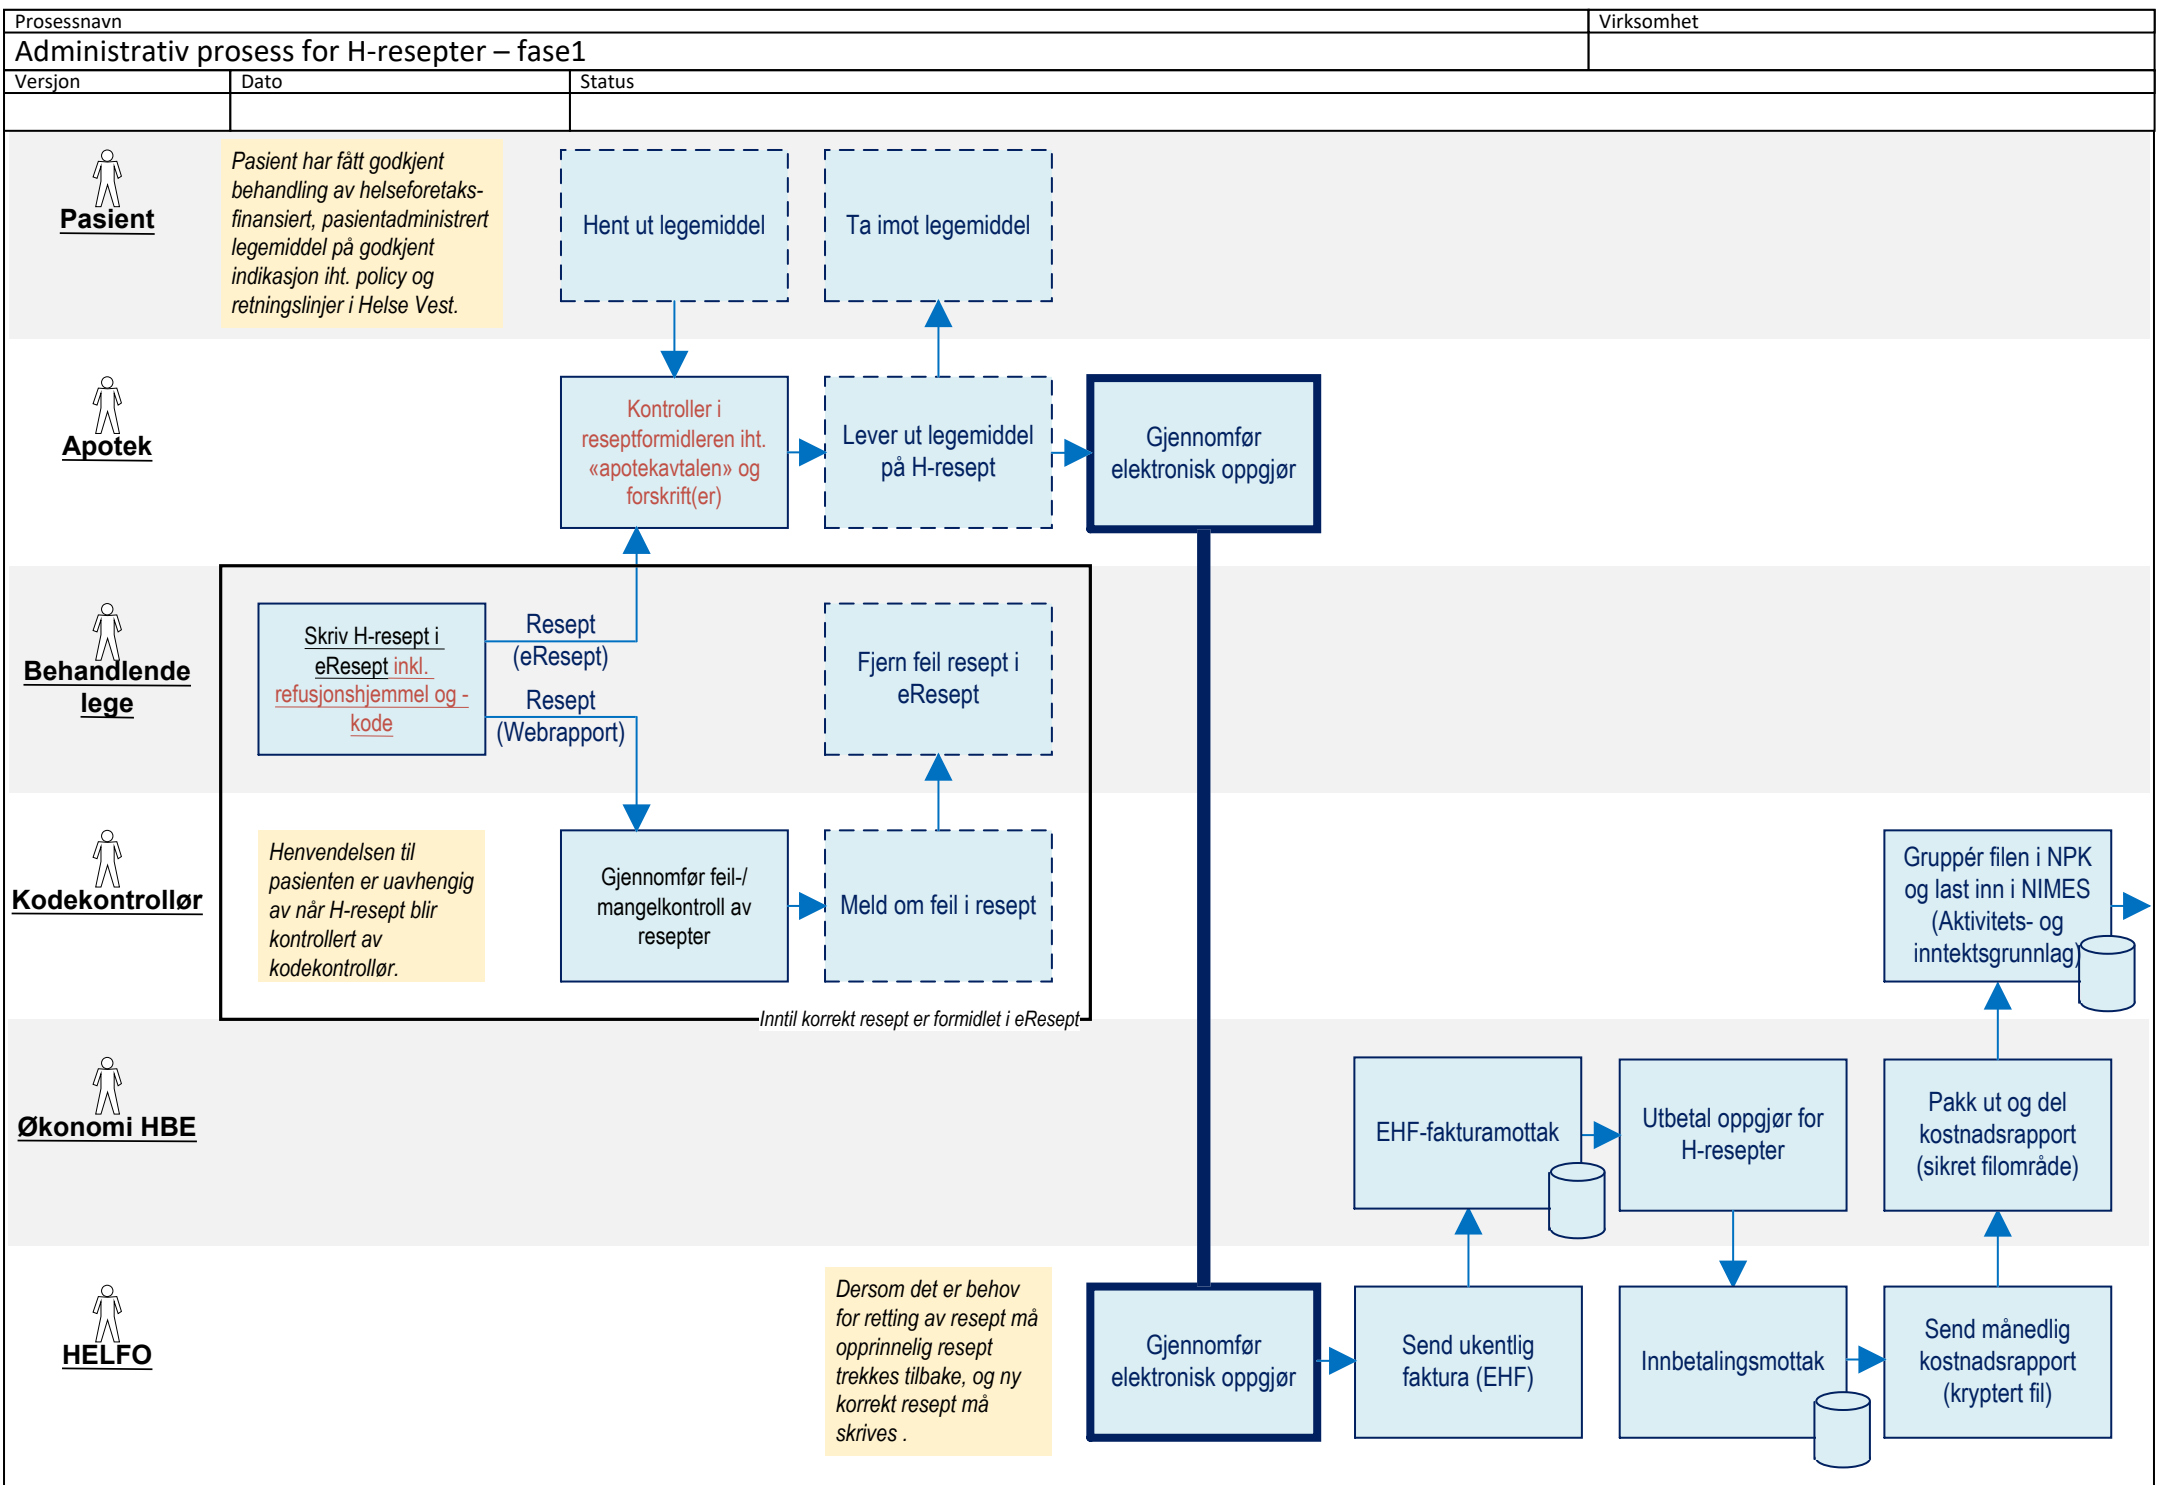 Prosessnavn
Virksomhet
Administrativ prosess for H-resepter – fase1
Versjon
Dato
Status
Pasient
Pasient har fått godkjent
behandling av helseforetaks-
finansiert, pasientadministrert
legemiddel på godkjent
indikasjon iht. policy og
retningslinjer i Helse Vest.
Hent ut legemiddel
Ta imot legemiddel
Apotek
Kontroller i
reseptformidleren iht.
«apotekavtalen» og
forskrift(er)
Lever ut legemiddel
på H-resept
Gjennomfør
elektronisk oppgjør
Behandlende
lege
Skriv H-resept i
eResept inkl.
refusjonshjemmel og -
kode
Resept
(eResept)
Resept
(Webrapport)
Fjern feil resept i
eResept
Kodekontrollør
Henvendelsen til
pasienten er uavhengig
av når H-resept blir
kontrollert av
kodekontrollør.
Gjennomfør feil-/
mangelkontroll av
resepter
Meld om feil i resept
Gruppér filen i NPK
og last inn i NIMES
(Aktivitets- og
inntektsgrunnlag)
Inntil korrekt resept er formidlet i eResept
Økonomi HBE
EHF-fakturamottak
Utbetal oppgjør for
H-resepter
Pakk ut og del
kostnadsrapport
(sikret filområde)
HELFO
Dersom det er behov
for retting av resept må
opprinnelig resept
trekkes tilbake, og ny
korrekt resept må
skrives .
Gjennomfør
elektronisk oppgjør
Send ukentlig
faktura (EHF)
Innbetalingsmottak
Send månedlig
kostnadsrapport
(kryptert fil)